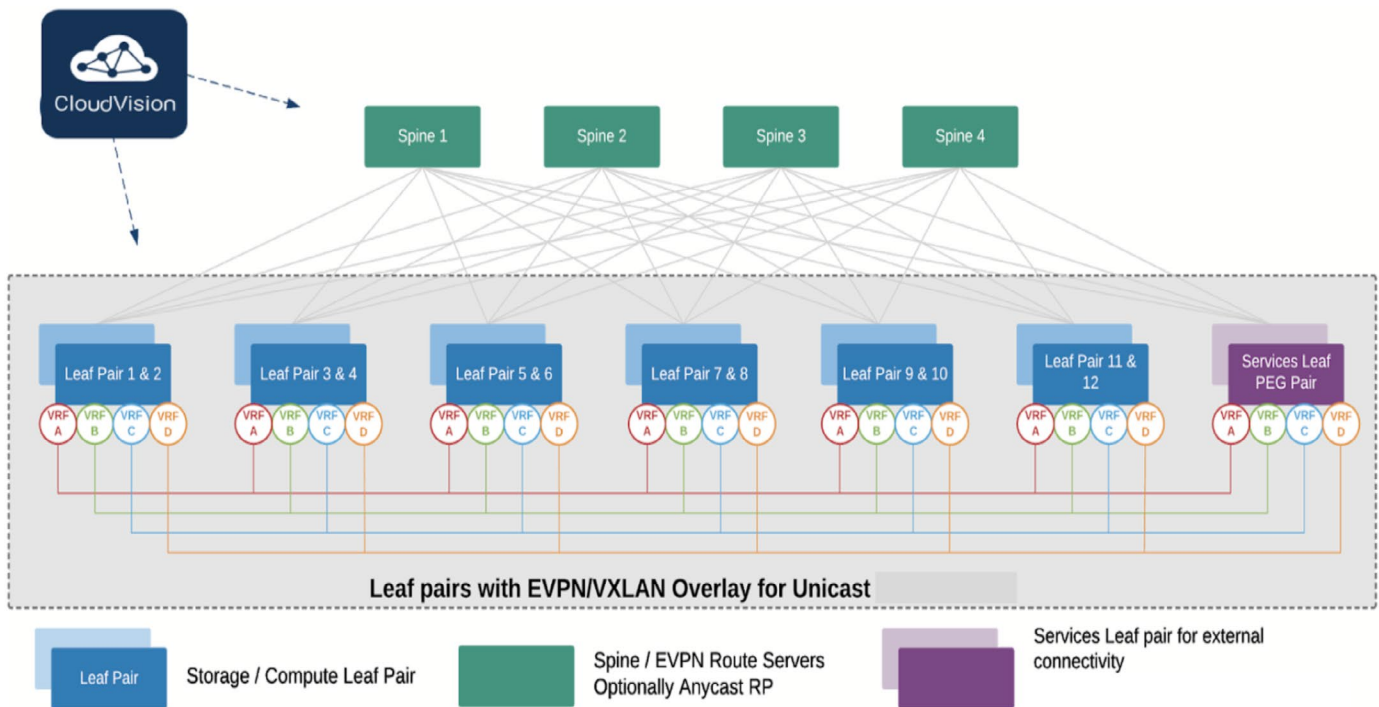 CloudVision
Spine 1
Spine 2
Spine 3
Spine 4
Leaf Pair 1 & 2
Leaf Pair 3 & 4
Leaf Pair 5 & 6
Leaf Pair 7 & 8
Leaf Pair 9 & 10
Leaf Pair 11 &
12
Services Leaf
PEG Pair
VRF
A
VRF
B
VRF
C
VRF
D
VRF
A
VRF
B
VRF
C
VRF
D
VRF
A
VRF
B
VRF
C
VRF
D
VRF
A
VRF
B
VRF
C
VRF
D
VRF
A
VRF
B
VRF
C
VRF
D
VRF
A
VRF
B
VRF
C
VRF
D
VRF
A
VRF
B
VRF
C
VRF
D
Leaf pairs with EVPN/VXLAN Overlay for Unicast
Leaf Pair
Storage / Compute Leaf Pair
Spine / EVPN Route Servers
Optionally Anycast RP
Services Leaf pair for external
connectivity